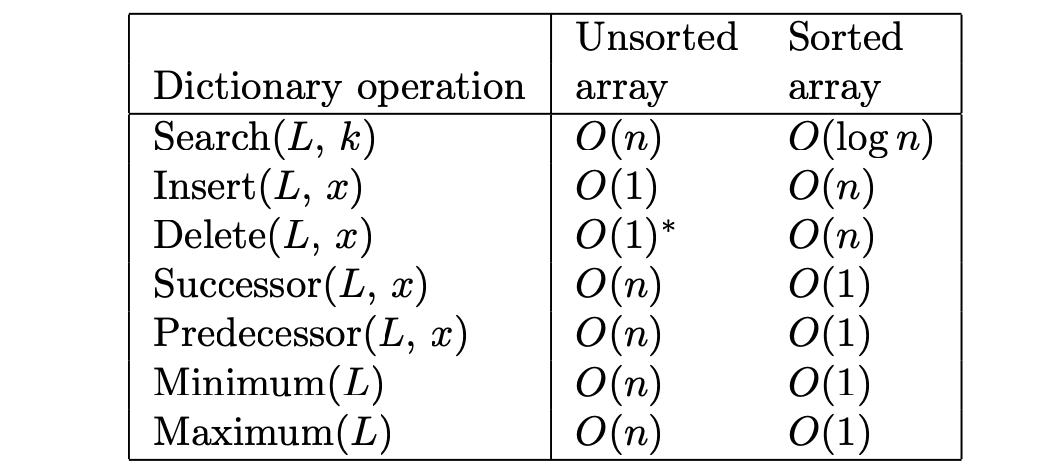 Unsorted Sorted
Dictionary operation array array
Search(L, k) O(n) O(log n)
Insert(L, x) O(1) O(n)
Delete(L, x) O(1)* O(n)
Successor(L, x) O(n) O(1)
Predecessor(L, x) O(n) O(1)
Minimum(L) O(n) O(1)
Maximum(L) O(n) O(1)